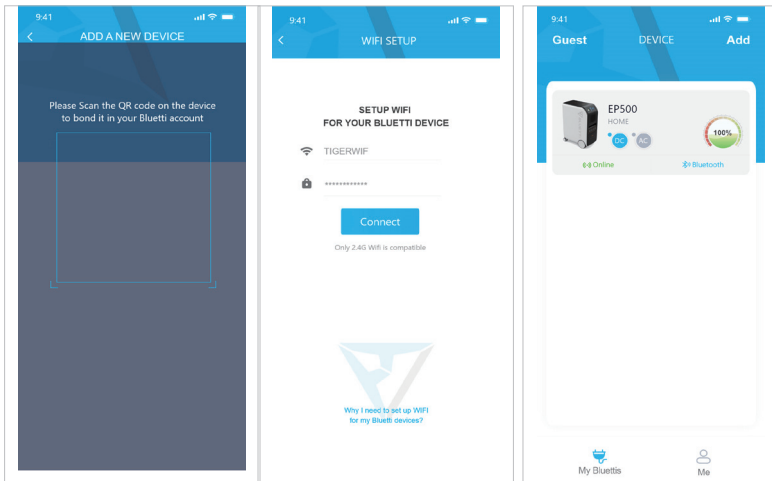 9:41
ADD A NEW DEVICE
Please Scan the QR code on the device
to bond it in your Bluetti account
9:41
WIFI SETUP
SETUP WIFI
FOR YOUR BLUETTI DEVICE
TIGERWIF
************
Connect
Only 2.4G Wifi is compatible
Why I need to set up WIFI
for my Bluetti devices?
9:41
Guest DEVICE Add
EP500
HOME
DC AC
100%
Online Bluetooth
My Bluettis Me